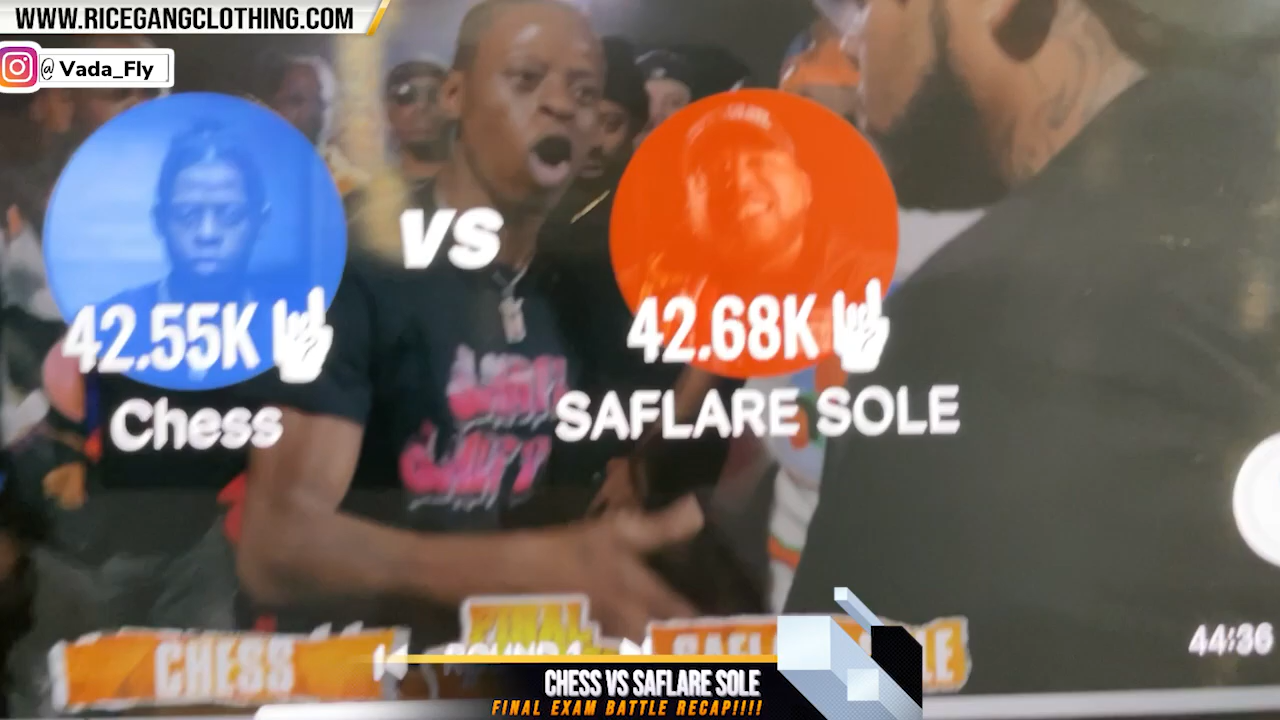 WWW.RICEGANGCLOTHING.COM
@ Vada_Fly
VS
42.55K
42.68K
Chess
SAFLARE SOLE
44:36
FINAL
CHESS
CHESS VS SAFLARE SOLE
FINAL EXAM BATTLE RECAP!!!!